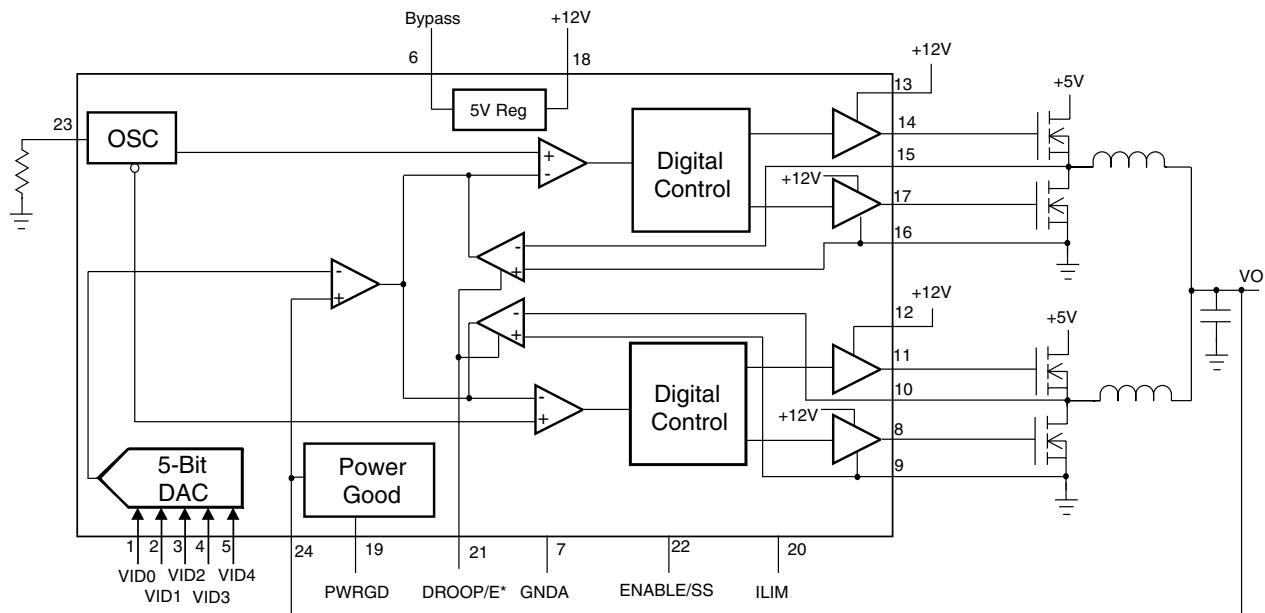 Bypass
+12V
6
18
+12V
13
+5V
23
OSC
5V Reg
14
+
-
Digital
Control
15
+12V
17
-
+
16
-
+
VO
+12V
12
-
+
+5V
11
Digital
Control
10
-
+
+12V
8
9
5-Bit
DAC
Power
Good
1
2
3
4
5
24
19
21
7
22
20
VID0
VID2
VID4
VID1
VID3
PWRGD
DROOP/E*
GNDA
ENABLE/SS
ILIM